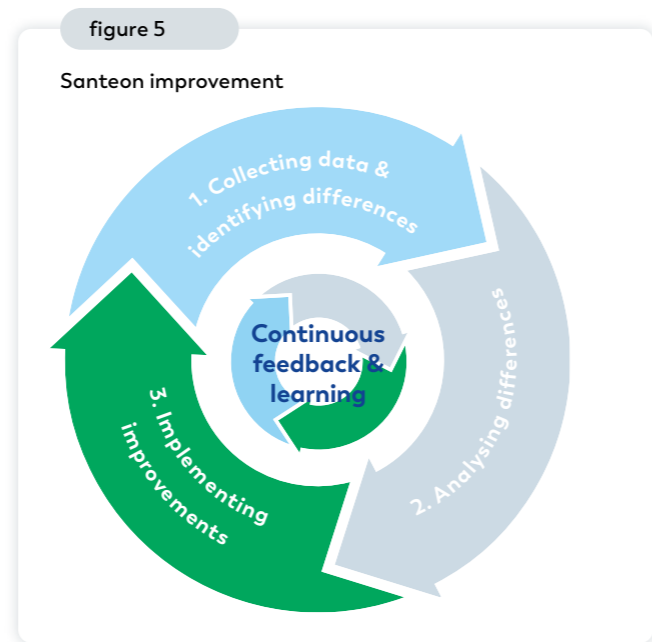 figure 5
Santeon improvement
1. Collecting data &
identifying differences
2. Analysing differences
3. Implementing
improvements
Continuous
feedback &
learning